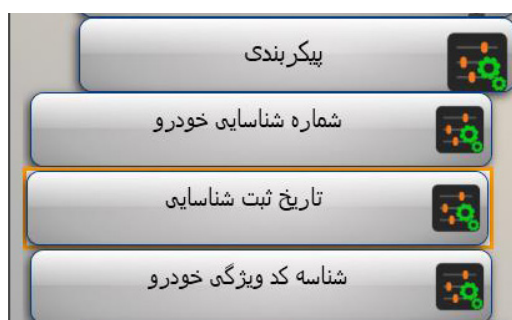 پیکربندی
شماره شناسایی خودرو
تاریخ ثبت شناسایی
شناسه کد ویژگی خودرو